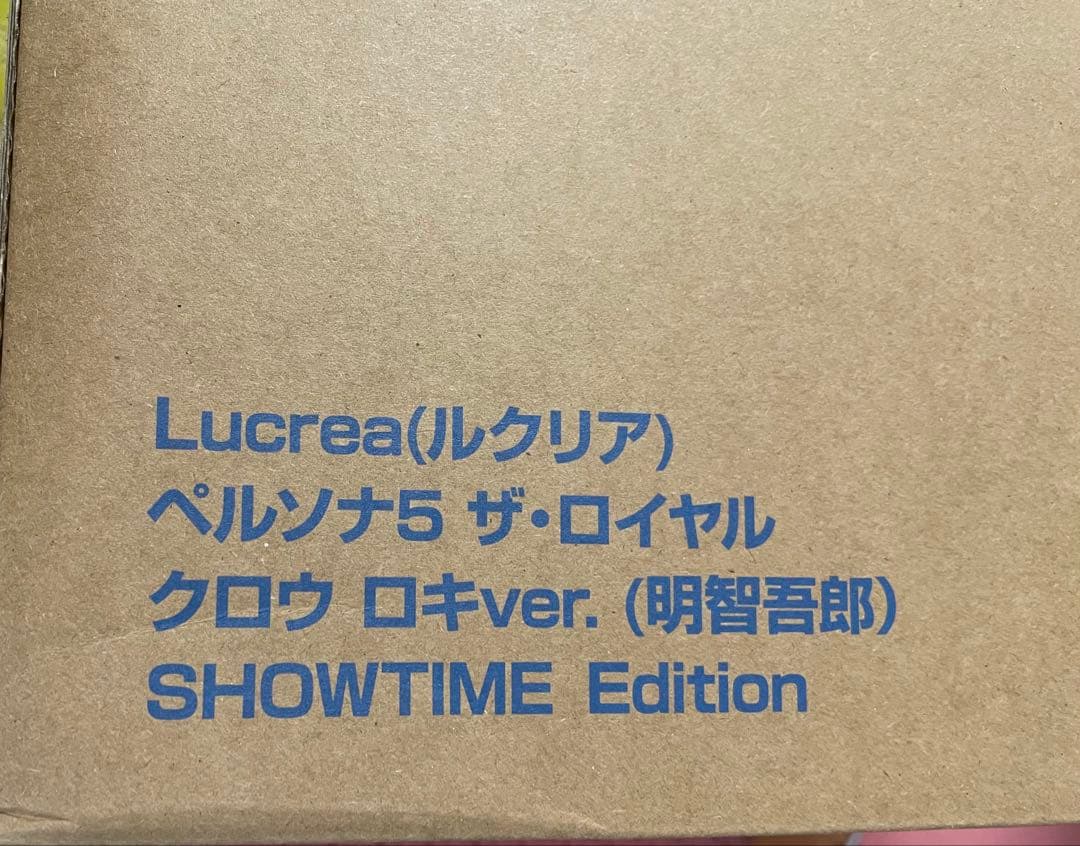 Lucrea(ルクリア)
ペルソナ5 ザ・ロイヤル
クロウ ロキver. (明智吾郎)
SHOWTIME Edition